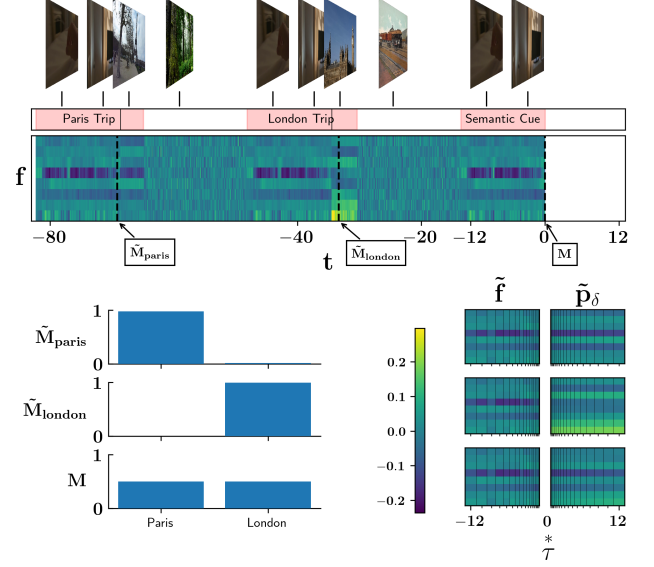 Paris Trip London Trip Semantic Cue
f
−80 −40 −20 −12 0 12
M̃paris M̃london M
t
f̃ p̃δ
1
M̃paris
0
1
M̃london
0
1
M
0
Paris London
0.2
0.1
0.0
−0.1
−0.2
−12 0 12
τ*